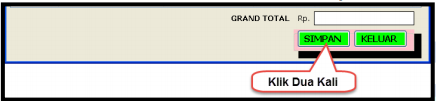 GRAND TOTAL Rp.
SIMPAN KELUAR
Klik Dua Kali